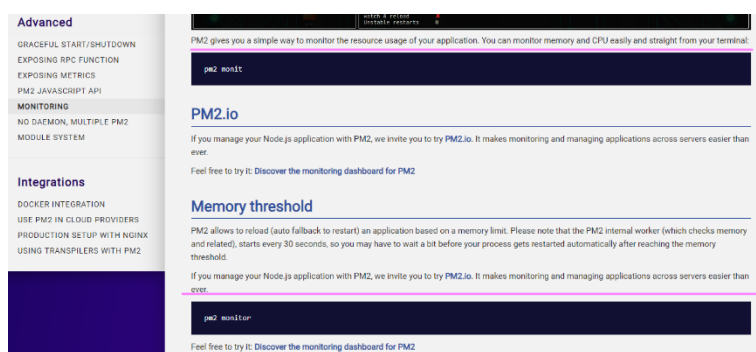 watch & reload
Unstable restarts 0
PM2 gives you a simple way to monitor the resource usage of your application. You can monitor memory and CPU easily and straight from your terminal:
pm2 monit
PM2.io
If you manage your Node.js application with PM2, we invite you to try PM2.io. It makes monitoring and managing applications across servers easier than
ever.
Feel free to try it: Discover the monitoring dashboard for PM2
Memory threshold
PM2 allows to reload (auto fallback to restart) an application based on a memory limit. Please note that the PM2 internal worker (which checks memory
and related), starts every 30 seconds, so you may have to wait a bit before your process gets restarted automatically after reaching the memory
threshold.
If you manage your Node.js application with PM2, we invite you to try PM2.io. It makes monitoring and managing applications across servers easier than
ever.
pm2 monitor
Feel free to try it: Discover the monitoring dashboard for PM2
Advanced
GRACEFUL START/SHUTDOWN
EXPOSING RPC FUNCTION
EXPOSING METRICS
PM2 JAVASCRIPT API
MONITORING
NO DAEMON, MULTIPLE PM2
MODULE SYSTEM
Integrations
DOCKER INTEGRATION
USE PM2 IN CLOUD PROVIDERS
PRODUCTION SETUP WITH NGINX
USING TRANSPILERS WITH PM2